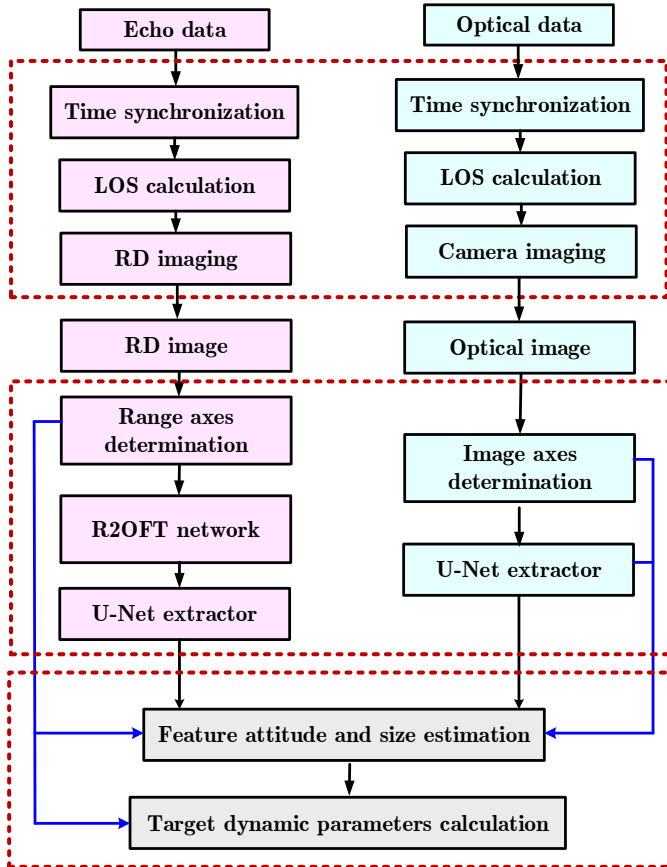 Echo data
Optical data
Time synchronization
Time synchronization
LOS calculation
LOS calculation
RD imaging
Camera imaging
RD image
Optical image
Range axes
determination
Image axes
determination
R2OFT network
U-Net extractor
U-Net extractor
Feature attitude and size estimation
Target dynamic parameters calculation